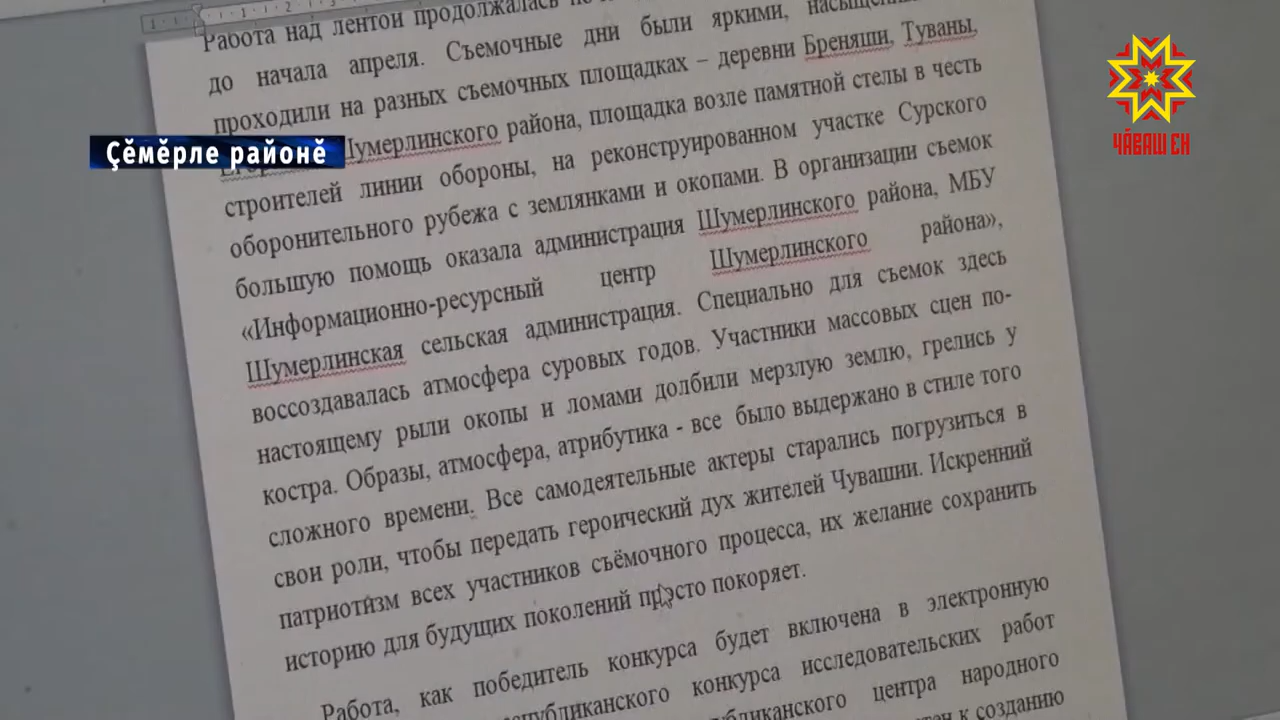 Работа над лентой продолжалась
до начала апреля. Съемочные дни были яркими,
проходили на разных съемочных площадках – деревни Бреняши, Туваны,
Шумерлинского района, площадка возле памятной стелы в честь
строителей линии обороны, на реконструированном участке Сурского
оборонительного рубежа с землянками и окопами. В организации съемок
большую помощь оказала администрация Шумерлинского района, МБУ
«Информационно-ресурсный центр Шумерлинского района»,
Шумерлинская сельская администрация. Специально для съемок здесь
воссоздавалась атмосфера суровых годов. Участники массовых сцен по-
настоящему рыли окопы и ломами долбили мерзлую землю, грелись у
костра. Образы, атмосфера, атрибутика - все было выдержано в стиле того
сложного времени. Все самодеятельные актеры старались погрузиться в
свои роли, чтобы передать героический дух жителей Чувашии. Искренний
патриотизм всех участников съёмочного процесса, их желание сохранить
историю для будущих поколений просто покоряет.
Работа, как победитель конкурса будет включена в электронную
конкурса исследовательских работ
центра народного
к созданию
Ҫӗмӗрле районӗ
ЧӐВАШ ЕН